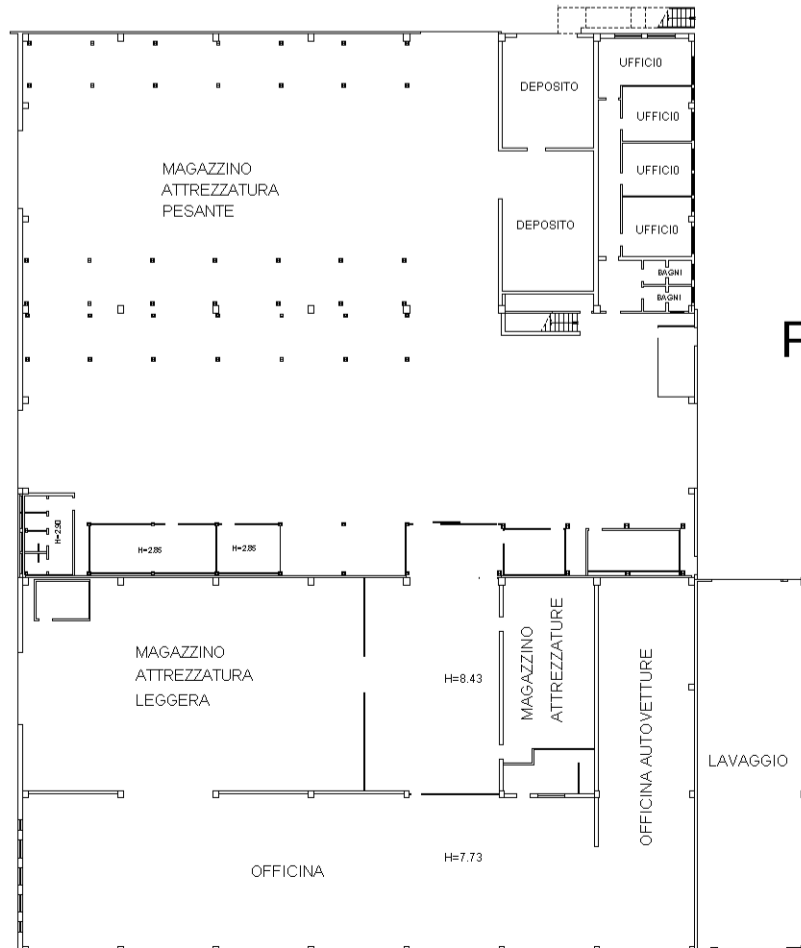 UFFICIO
DEPOSITO
UFFICIO
MAGAZZINO
ATTREZZATURA
PESANTE
UFFICIO
DEPOSITO
UFFICIO
BAGNI
BAGNI
P
H=2.90
H=2.85
H=2.85
MAGAZZINO
ATTREZZATURA
LEGGERA
H=8.43
MAGAZZINO
ATTREZZATURE
OFFICINA AUTOVETTURE
LAVAGGIO
H=7.73
OFFICINA